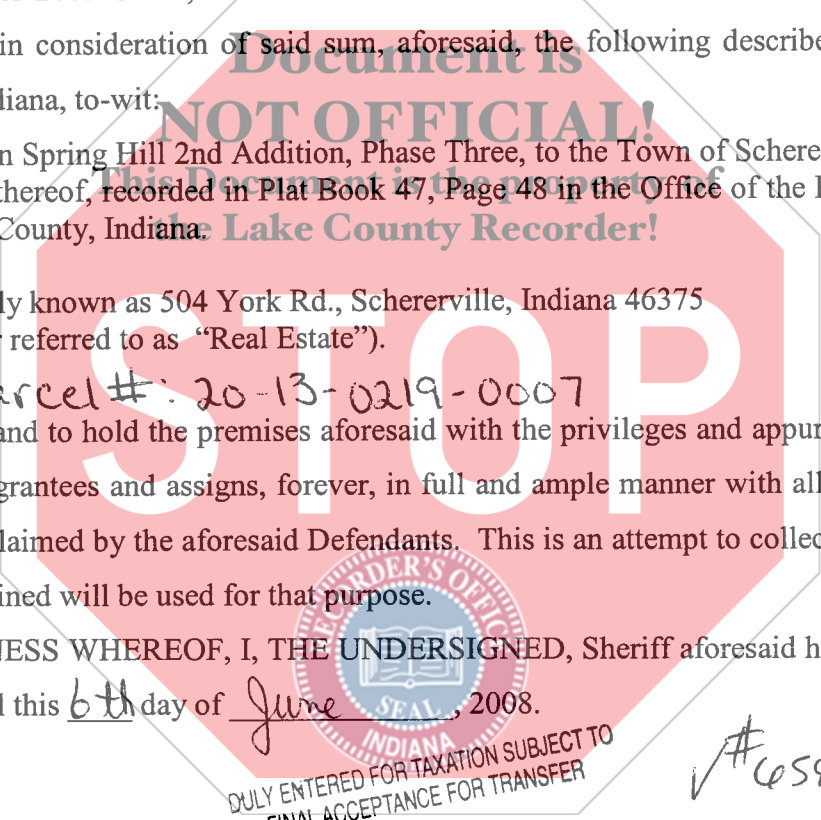 in consideration of said sum, aforesaid, the following describe
Document is
diana, to-wit:
NOT OFFICIAL!
n Spring Hill 2nd Addition, Phase Three, to the Town of Schere
This Document is the property of
thereof, recorded in Plat Book 47, Page 48 in the Office of the
the Lake County Recorder!
County, Indiana.
STOP
ly known as 504 York Rd., Schererville, Indiana 46375
referred to as “Real Estate”).
arcel #: 20-13-0219-0007
and to hold the premises aforesaid with the privileges and appur
grantees and assigns, forever, in full and ample manner with all
laimed by the aforesaid Defendants. This is an attempt to collec
ined will be used for that purpose.
NESS WHEREOF, I, THE UNDERSIGNED, Sheriff aforesaid h
this 6th day of June, 2008.
RECORDER'S OFFICE
SEAL
INDIANA
DULY ENTERED FOR TAXATION SUBJECT TO
FINAL ACCEPTANCE FOR TRANSFER